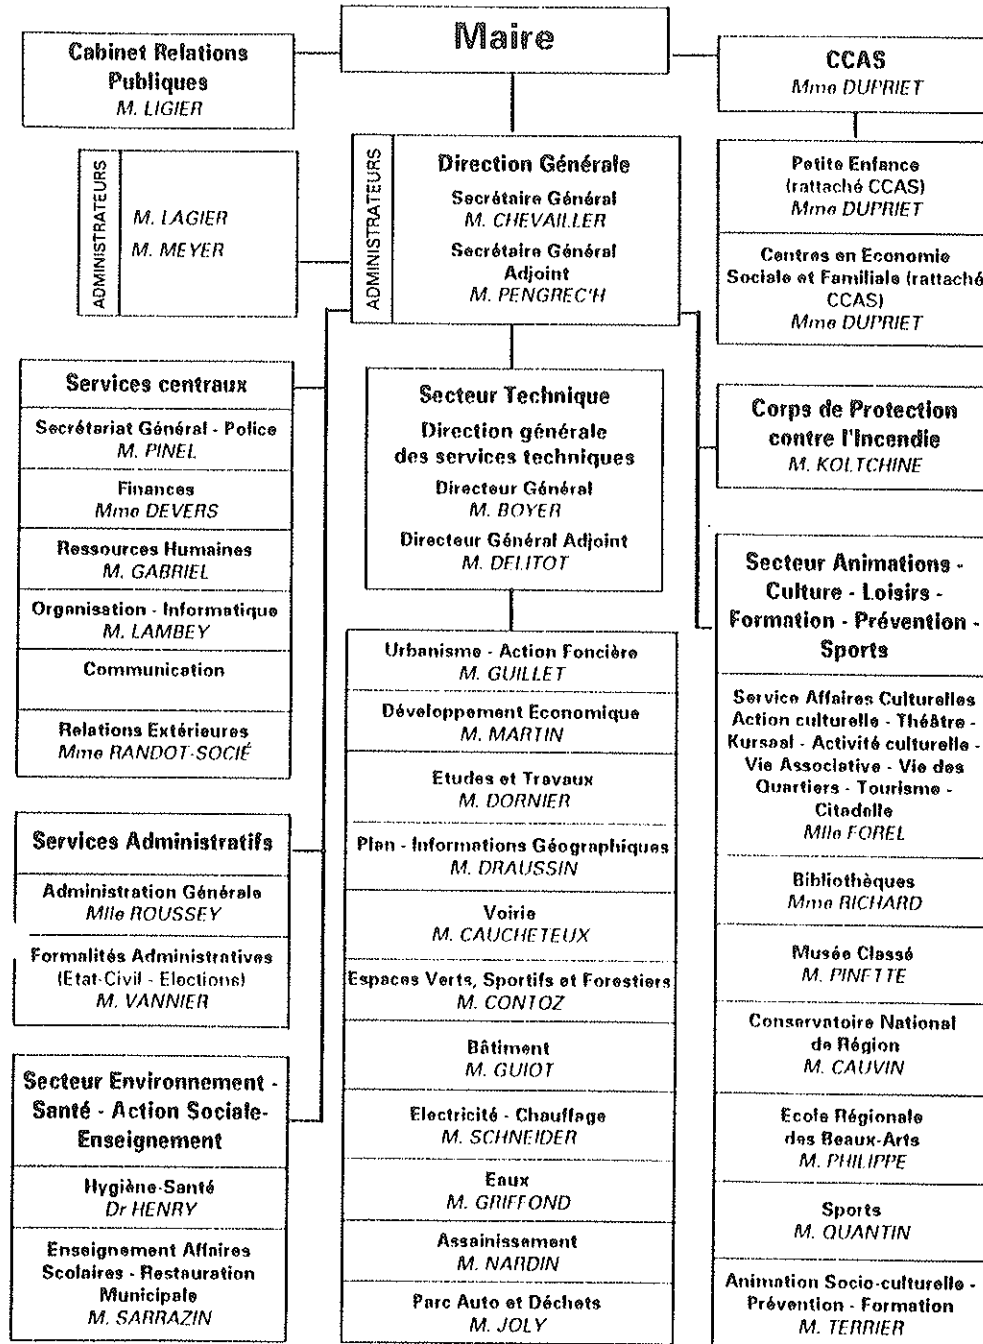 Maire
Cabinet Relations
Publiques
M. LIGIER
CCAS
Mme DUPRIET
ADMINISTRATEURS
M. LAGIER
M. MEYER
ADMINISTRATEURS
Direction Générale
Secrétaire Général
M. CHEVAILLER
Secrétaire Général
Adjoint
M. PENGREC'H
Petite Enfance
(rattaché CCAS)
Mme DUPRIET
Centres en Economie
Sociale et Familiale (rattaché
CCAS)
Mme DUPRIET
Services centraux
Secrétariat Général - Police
M. PINEL
Finances
Mme DEVERS
Ressources Humaines
M. GABRIEL
Organisation - Informatique
M. LAMBEY
Communication
Relations Extérieures
Mme RANDOT-SOCIÉ
Services Administratifs
Administration Générale
Mlle ROUSSEY
Formalités Administratives
(Etat-Civil - Elections)
M. VANNIER
Secteur Environnement -
Santé - Action Sociale-
Enseignement
Hygiène-Santé
Dr HENRY
Enseignement Affaires
Scolaires - Restauration
Municipale
M. SARRAZIN
Secteur Technique
Direction générale
des services techniques
Directeur Général
M. BOYER
Directeur Général Adjoint
M. DELITOT
Urbanisme - Action Foncière
M. GUILLET
Développement Economique
M. MARTIN
Etudes et Travaux
M. DORNIER
Plan - Informations Géographiques
M. DRAUSSIN
Voirie
M. CAUCHETEUX
Espaces Verts, Sportifs et Forestiers
M. CONTOZ
Bâtiment
M. GUIOT
Electricité - Chauffage
M. SCHNEIDER
Eaux
M. GRIFFOND
Assainissement
M. NARDIN
Parc Auto et Déchets
M. JOLY
Corps de Protection
contre l'Incendie
M. KOLTCHINE
Secteur Animations -
Culture - Loisirs -
Formation - Prévention -
Sports
Service Affaires Culturelles
Action culturelle - Théâtre -
Kursaal - Activité culturelle -
Vie Associative - Vie des
Quartiers - Tourisme -
Citadelle
Mlle FOREL
Bibliothèques
Mme RICHARD
Musée Classé
M. PINETTE
Conservatoire National
de Région
M. CAUVIN
Ecole Régionale
des Beaux-Arts
M. PHILIPPE
Sports
M. QUANTIN
Animation Socio-culturelle -
Prévention - Formation
M. TERRIER